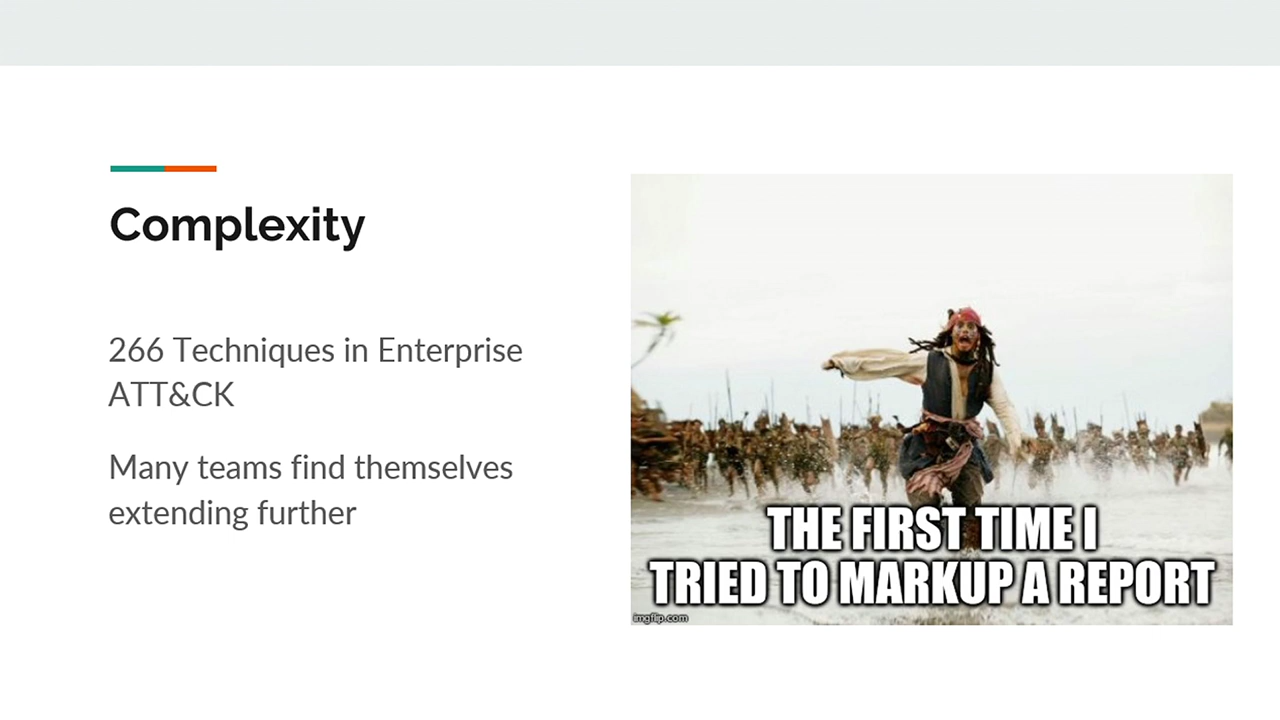 Complexity
266 Techniques in Enterprise
ATT&CK
Many teams find themselves
extending further
THE FIRST TIME I
TRIED TO MARKUP A REPORT
imgflip.com